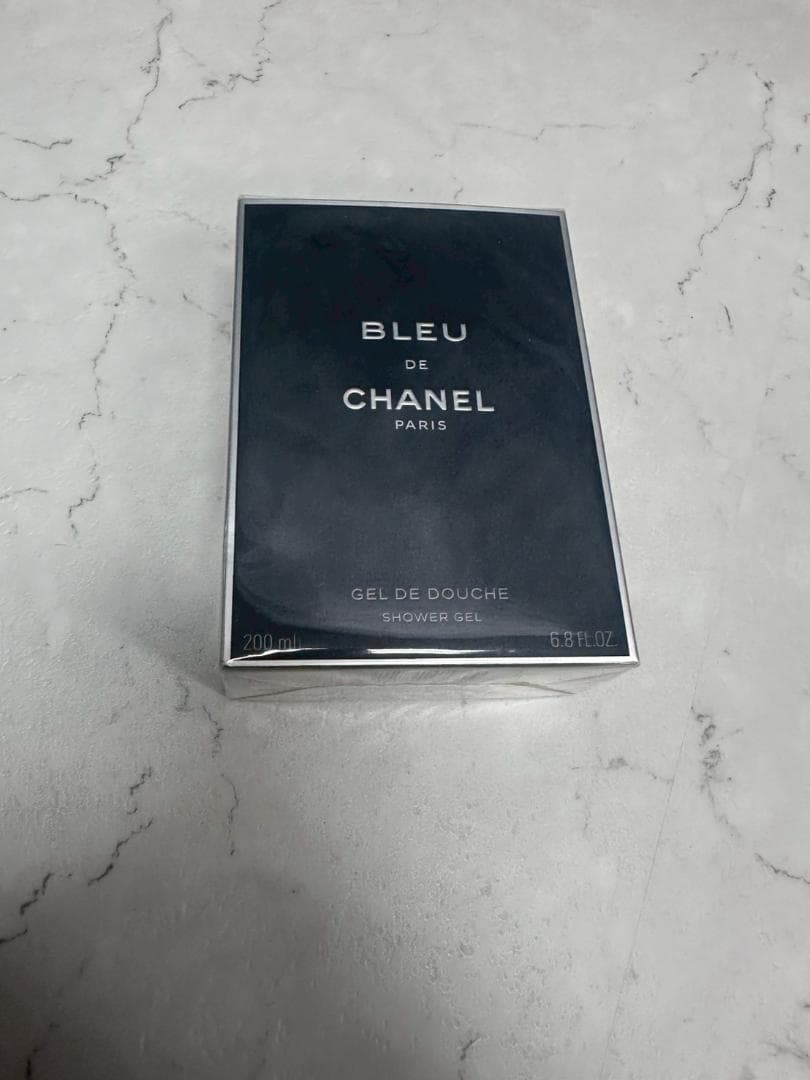 BLEU
DE
CHANEL
PARIS
GEL DE DOUCHE
SHOWER GEL
200 ml
6.8 FL.OZ.